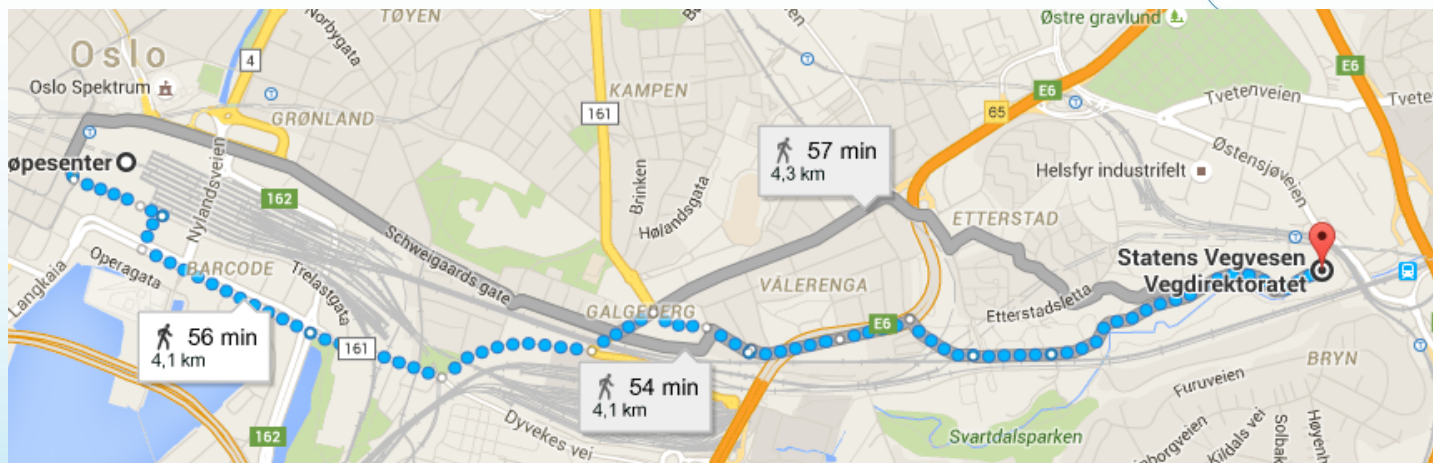 TØYEN
Østre gravlund
Oslo
Norbygata
4
E6
E6
Oslo Spektrum
KAMPEN
Tvetenveien
65
161
GRØNLAND
57 min
4,3 km
Østensjøveien
øpesenter
Nylandsveien
162
Brinken
Hølandsgata
Helsfyr industrifelt
ETTERSTAD
Schweigaards gate
Statens Vegvesen
Vegdirektoratet
Langkaia
Operagata
BARCODE
Trelastgata
VÅLERENGA
Etterstadsletta
GALGEBERG
56 min
4,1 km
161
E6
54 min
4,1 km
BRYN
Furuveien
Dyvekes vei
162
Svartdalsparken
Kildals vei